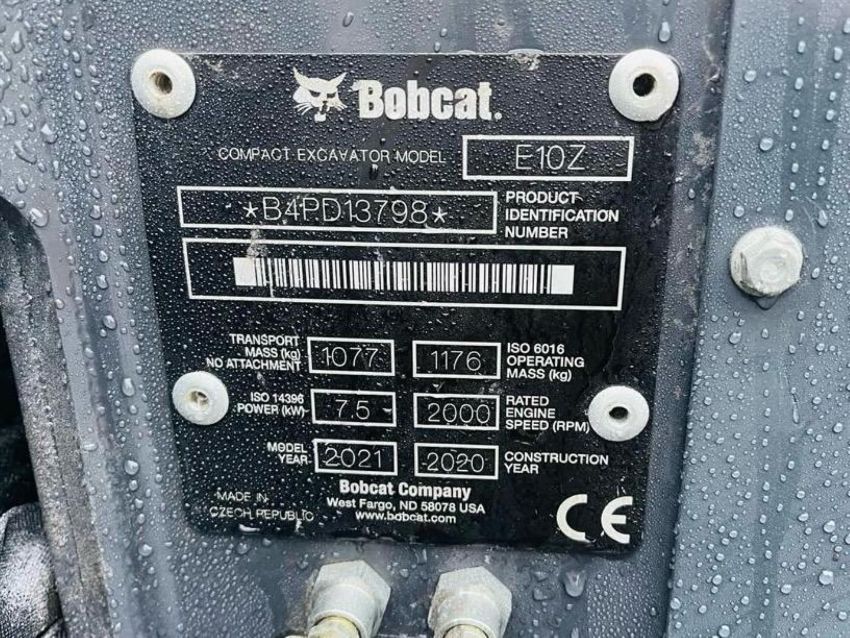 Bobcat.
COMPACT EXCAVATOR MODEL E10Z
*B4PD13798* PRODUCT
IDENTIFICATION
NUMBER
TRANSPORT
MASS (kg)
NO ATTACHMENT 1077
1176 ISO 6016
OPERATING
MASS (kg)
ISO 14396
POWER (kW) 7.5
2000 RATED
ENGINE
SPEED (RPM)
MODEL
YEAR 2021
2020 CONSTRUCTION
YEAR
Bobcat Company
West Fargo, ND 58078 USA
www.bobcat.com
MADE IN
CZECH REPUBLIC
CE